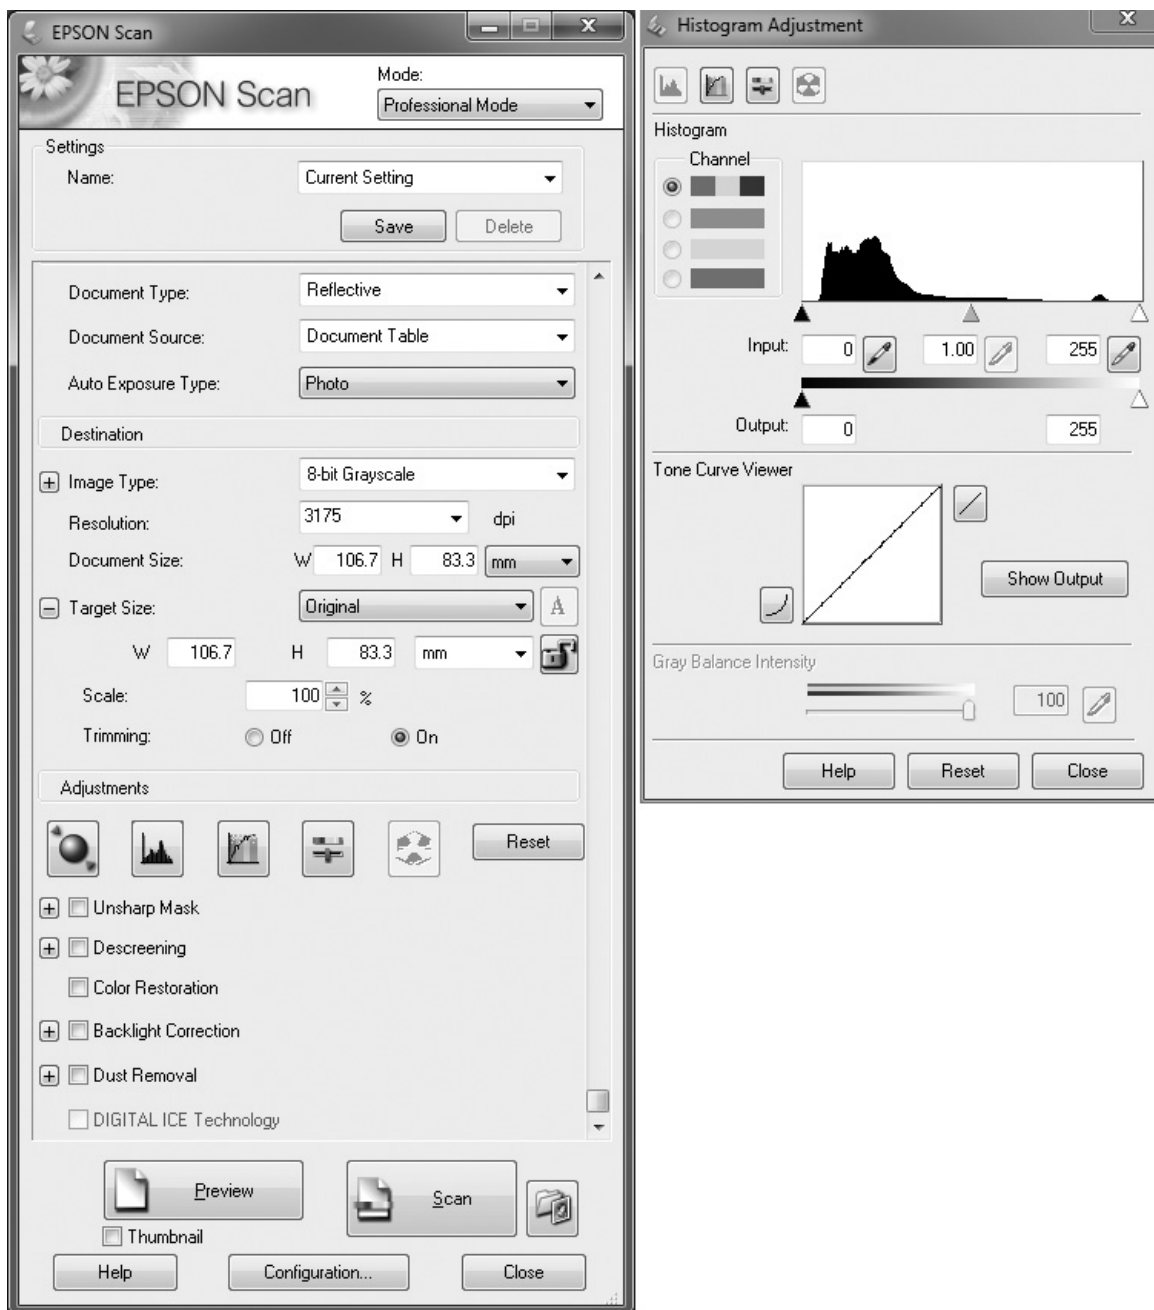 EPSON Scan
EPSON Scan
Mode:
Professional Mode
Settings
Name:
Current Setting
Save
Delete
Document Type:
Reflective
Document Source:
Document Table
Auto Exposure Type:
Photo
Destination
Image Type:
8-bit Grayscale
Resolution:
3175
dpi
Document Size:
W 106.7 H 83.3 mm
Target Size:
Original
A
W 106.7 H 83.3 mm
Scale:
100 %
Trimming:
Off
On
Adjustments
Reset
Unsharp Mask
Descreening
Color Restoration
Backlight Correction
Dust Removal
DIGITAL ICE Technology
Preview
Scan
Thumbnail
Help
Configuration...
Close
Histogram Adjustment
Histogram
Channel
Input: 0 1.00 255
Output: 0 255
Tone Curve Viewer
Show Output
Gray Balance Intensity
100
Help
Reset
Close